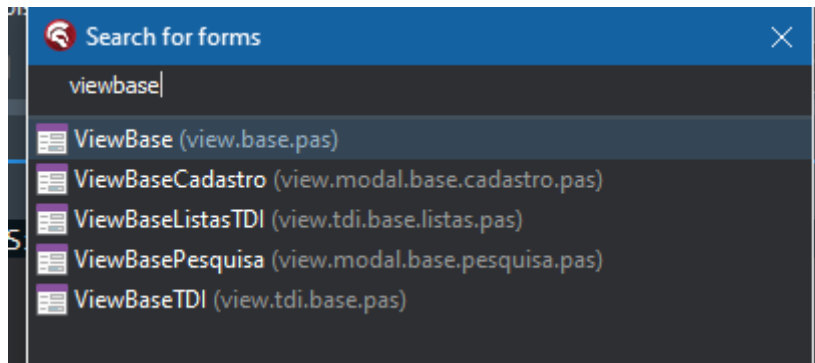 Search for forms
viewbase
ViewBase (view.base.pas)
ViewBaseCadastro (view.modal.base.cadastro.pas)
ViewBaseListasTDI (view.tdi.base.listas.pas)
ViewBasePesquisa (view.modal.base.pesquisa.pas)
ViewBaseTDI (view.tdi.base.pas)